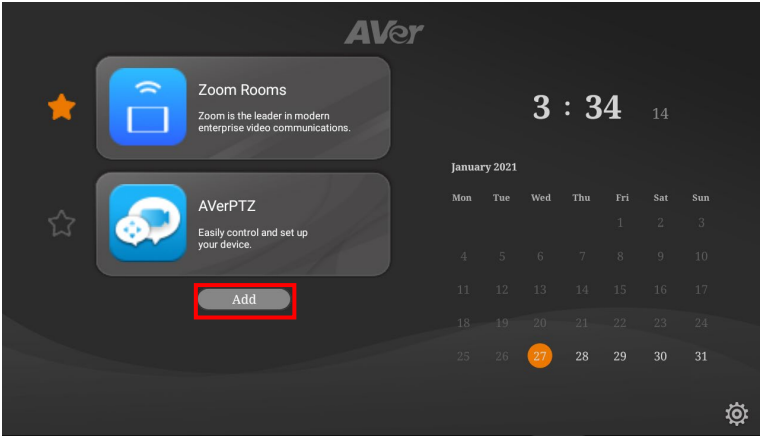 AVer
Zoom Rooms
Zoom is the leader in modern
enterprise video communications.
AVerPTZ
Easily control and set up
your device.
Add
3 : 34 14
January 2021
Mon Tue Wed Thu Fri Sat Sun
1 2 3
4 5 6 7 8 9 10
11 12 13 14 15 16 17
18 19 20 21 22 23 24
25 26 27 28 29 30 31